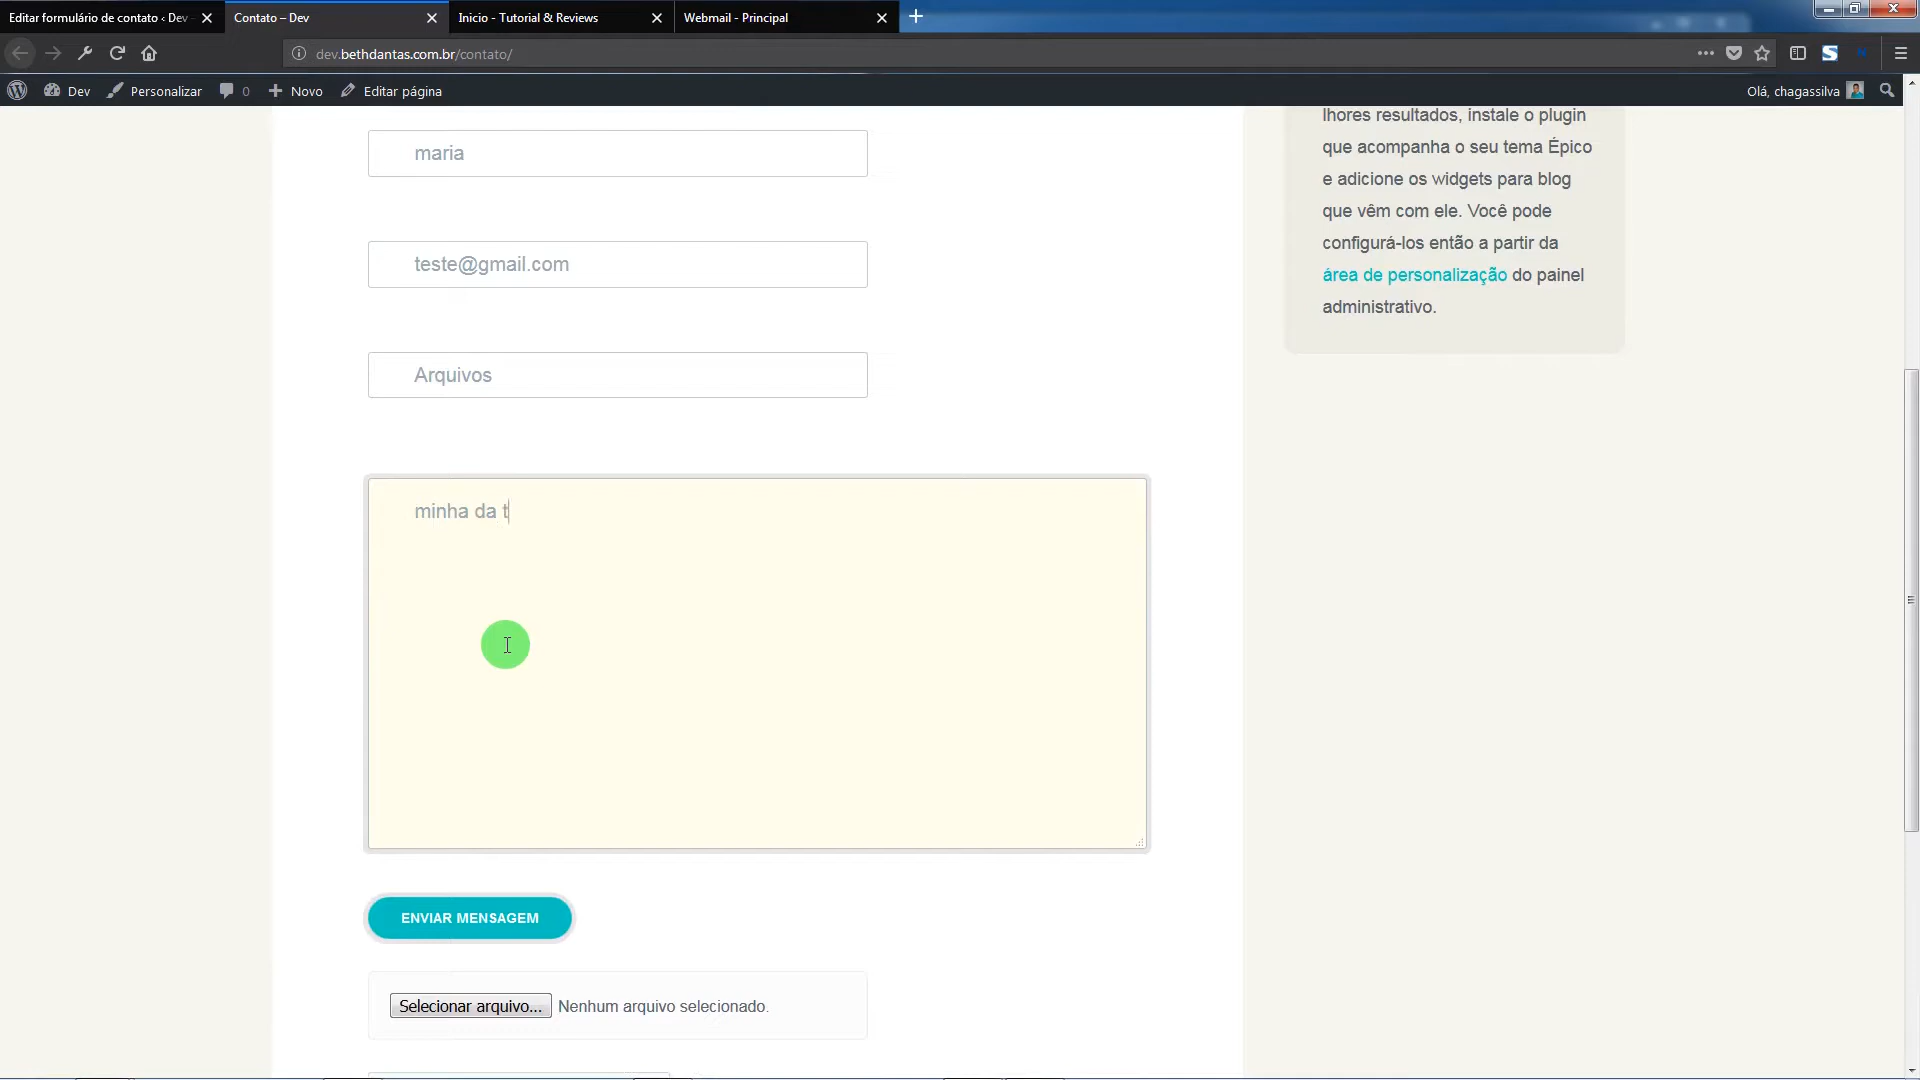 Editar formulário de contato ‹ Dev
Contato – Dev
Inicio - Tutorial & Reviews
Webmail - Principal
dev.bethdantas.com.br/contato/
Dev
Personalizar
0
Novo
Editar página
Olá, chagassilva
maria
teste@gmail.com
Arquivos
minha da t
ENVIAR MENSAGEM
Selecionar arquivo... Nenhum arquivo selecionado.
lhores resultados, instale o plugin
que acompanha o seu tema Épico
e adicione os widgets para blog
que vêm com ele. Você pode
configurá-los então a partir da
área de personalização do painel
administrativo.